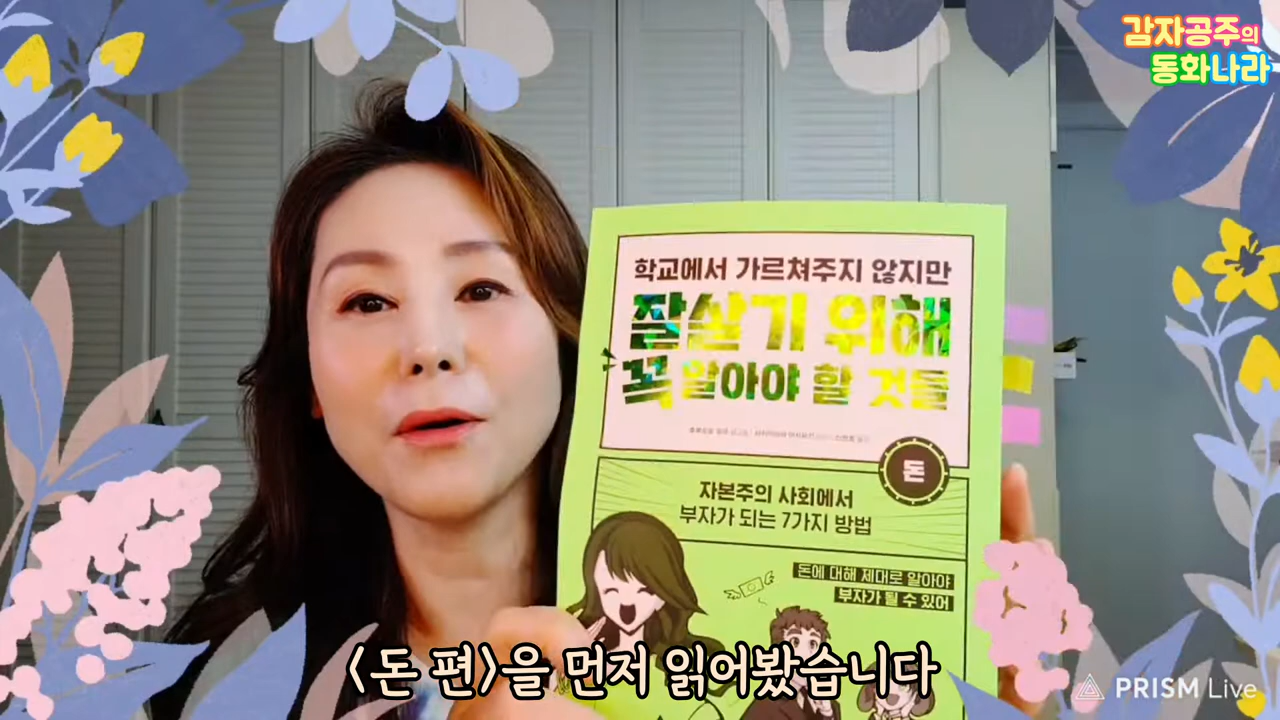 감자공주의
동화나라
학교에서 가르쳐주지 않지만
잘살기 위해
꼭 알아야 할 것들
돈
자본주의 사회에서
부자가 되는 7가지 방법
돈에 대해 제대로 알아야
부자가 될 수 있어
<돈 편>을 먼저 읽어봤습니다
PRISM Live